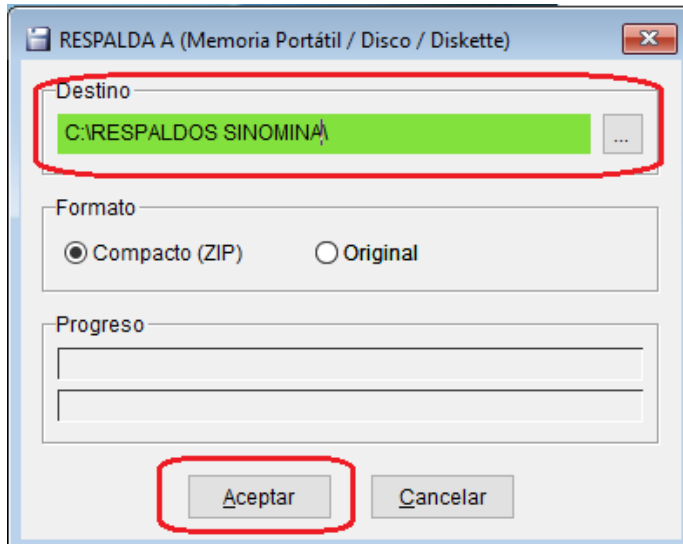 RESPALDA A (Memoria Portátil / Disco / Diskette)
Destino
C:\RESPALDOS SINOMINA\
...
Formato
Compacto (ZIP) Original
Progreso
Aceptar Cancelar